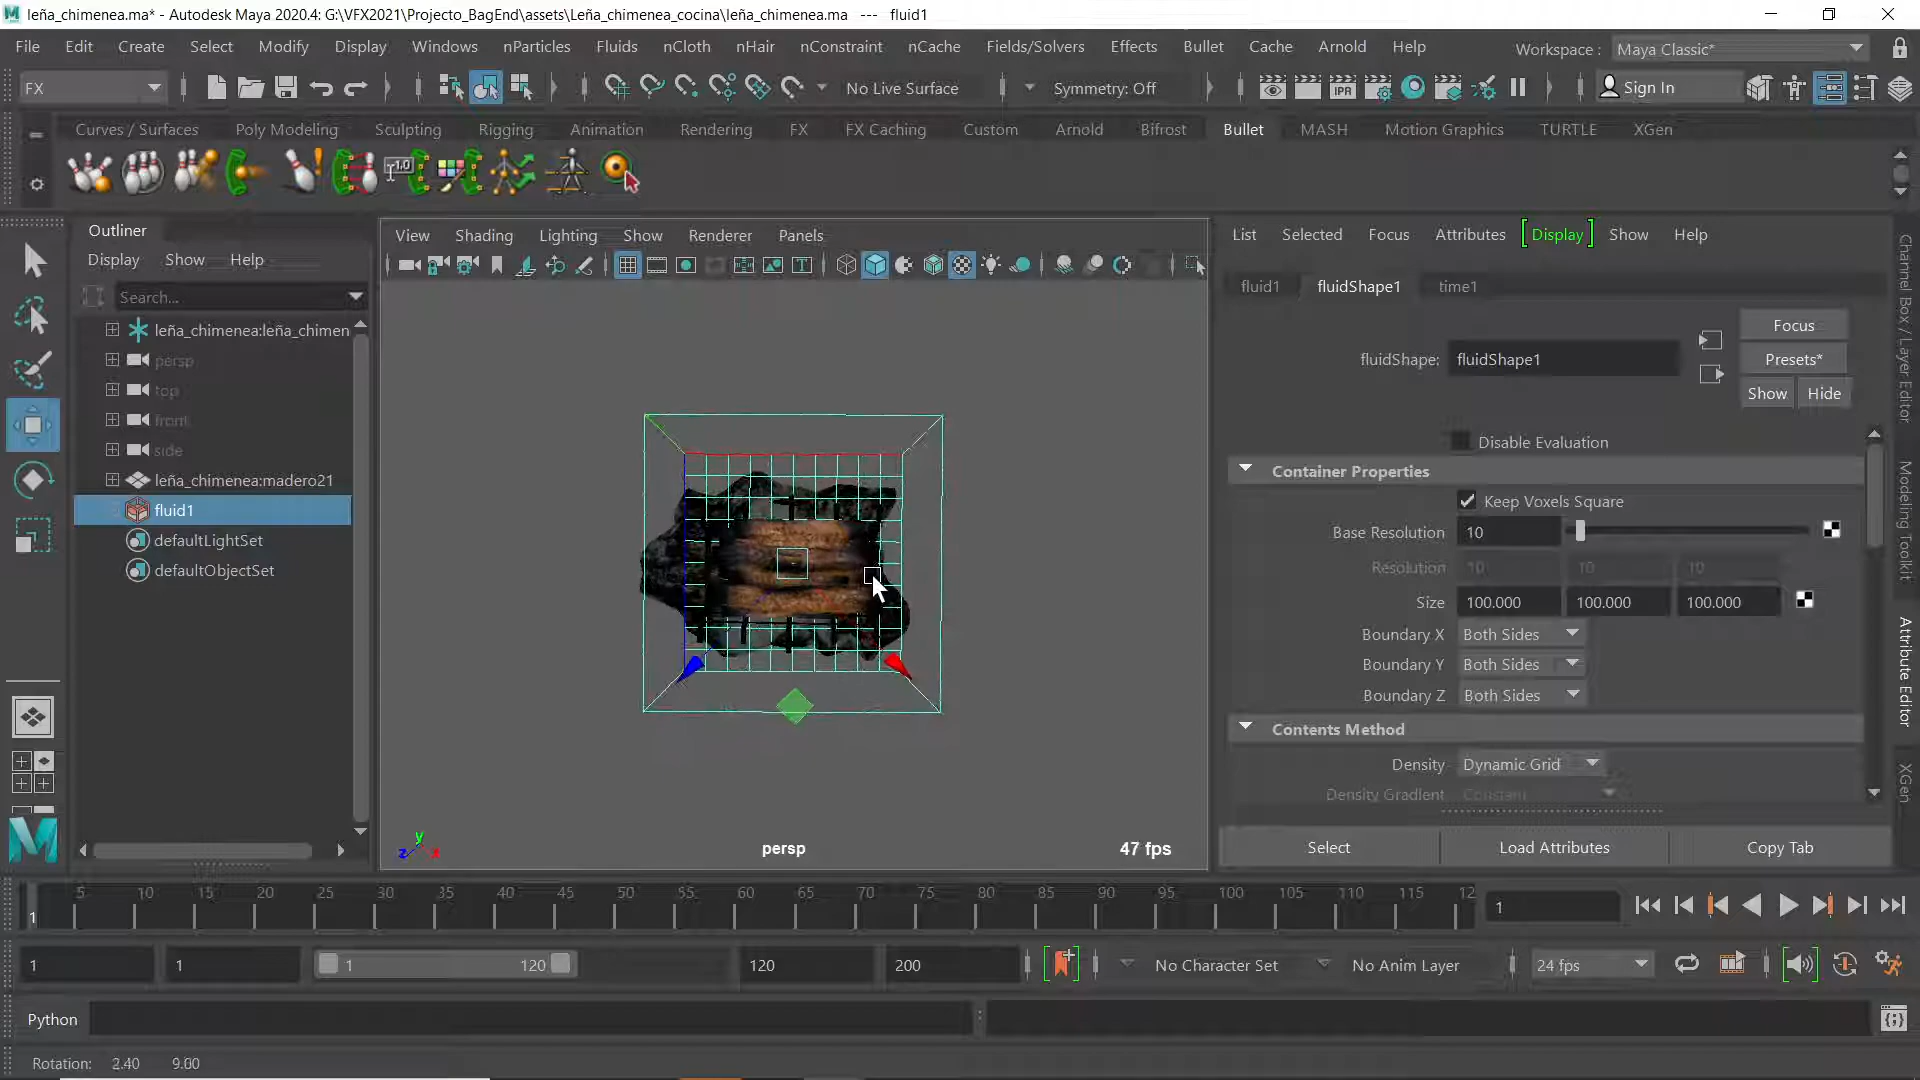 leña_chimenea.ma* - Autodesk Maya 2020.4: G:\VFX2021\Projecto_BagEnd\assets\Leña_chimenea_cocina\leña_chimenea.ma --- fluid1
File Edit Create Select Modify Display Windows nParticles Fluids nCloth nHair nConstraint nCache Fields/Solvers Effects Bullet Cache Arnold Help Workspace : Maya Classic*
FX No Live Surface Symmetry: Off IPR Sign In
Curves / Surfaces Poly Modeling Sculpting Rigging Animation Rendering FX FX Caching Custom Arnold Bifrost Bullet MASH Motion Graphics TURTLE XGen
1.0
Outliner
Display Show Help
Search...
leña_chimenea:leña_chimen
persp
top
front
side
leña_chimenea:madero21
fluid1
defaultLightSet
defaultObjectSet
View Shading Lighting Show Renderer Panels
y
z x
persp
47 fps
List Selected Focus Attributes Display Show Help
fluid1 fluidShape1 time1
Focus
fluidShape: fluidShape1 Presets*
Show Hide
Disable Evaluation
Container Properties
Keep Voxels Square
Base Resolution 10
Resolution 10 10 10
Size 100.000 100.000 100.000
Boundary X Both Sides
Boundary Y Both Sides
Boundary Z Both Sides
Contents Method
Density Dynamic Grid
Density Gradient Constant
Select Load Attributes Copy Tab
Channel Box / Layer Editor
Modeling Toolkit
Attribute Editor
XGen
1 5 10 15 20 25 30 35 40 45 50 55 60 65 70 75 80 85 90 95 100 105 110 115 12 1
1 1 1 120 120 200 No Character Set No Anim Layer 24 fps
Python
Rotation: 2.40 9.60